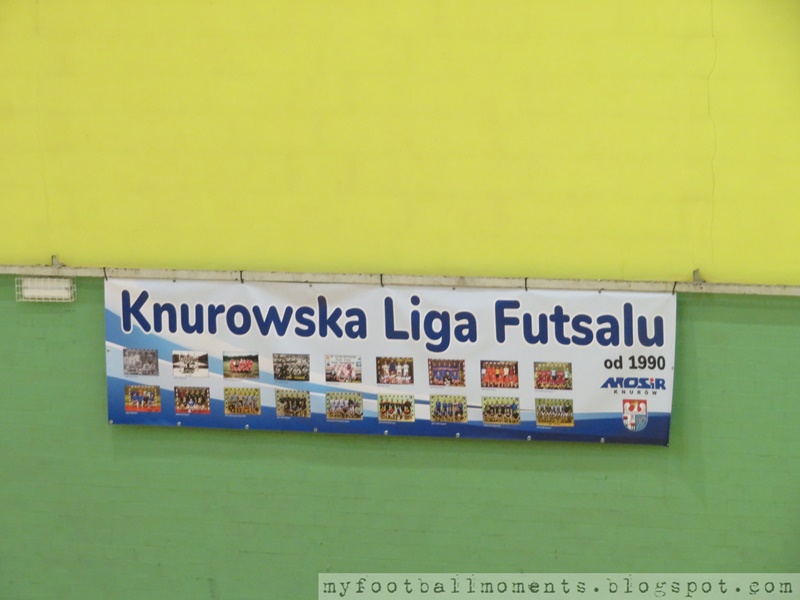 Knurowska Liga Futsalu
od 1990
MOSiR
KNURÓW
myfootballmoments.blogspot.com